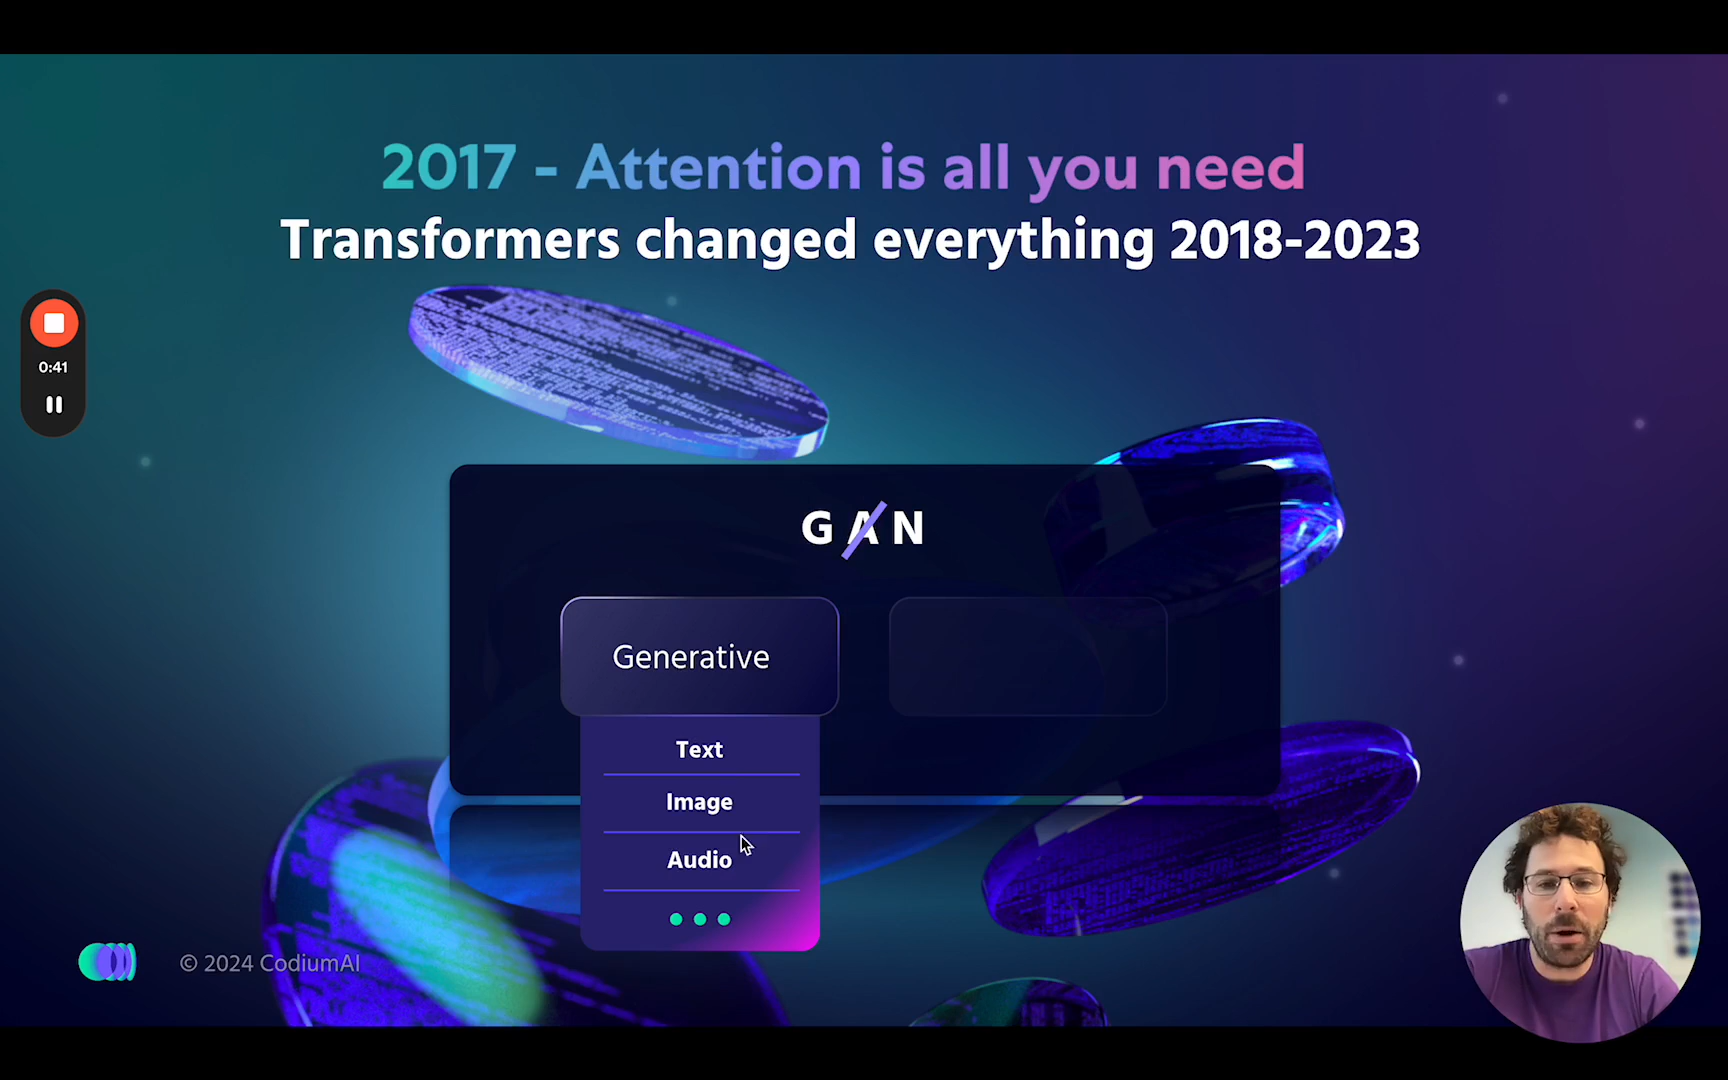 2017 - Attention is all you need
Transformers changed everything 2018-2023
0:41
G A N
Generative
Text
Image
Audio
© 2024 CodiumAI